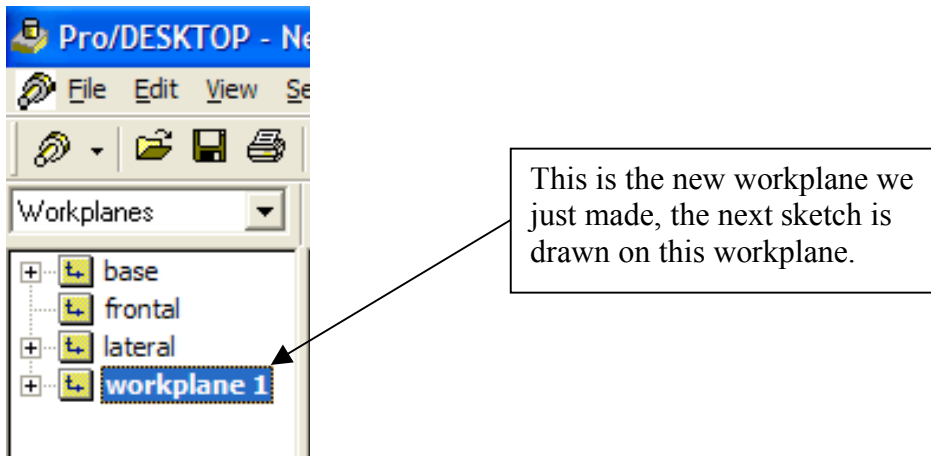 Pro/DESKTOP - Ne
File Edit View Se
Workplanes
base
frontal
lateral
workplane 1
This is the new workplane we
just made, the next sketch is
drawn on this workplane.